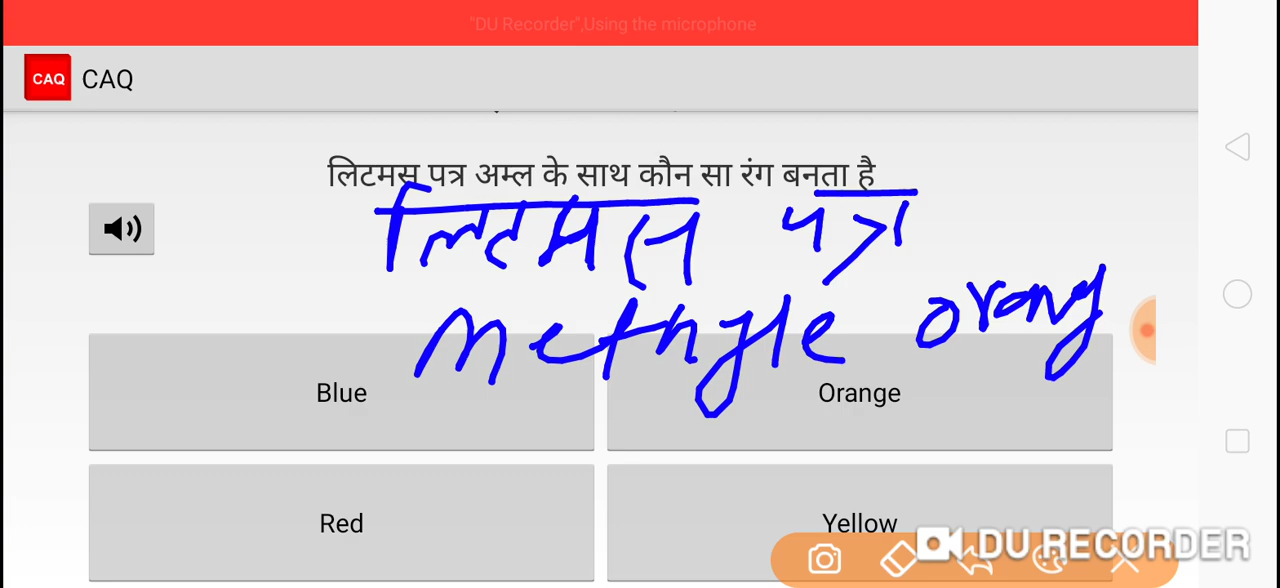 "DU Recorder",Using the microphone
CAQ CAQ
लिटमस पत्र अम्ल के साथ कौन सा रंग बनता है
लिटमस पत्र
methyle orang
Blue Orange
Red Yellow
DU RECORDER